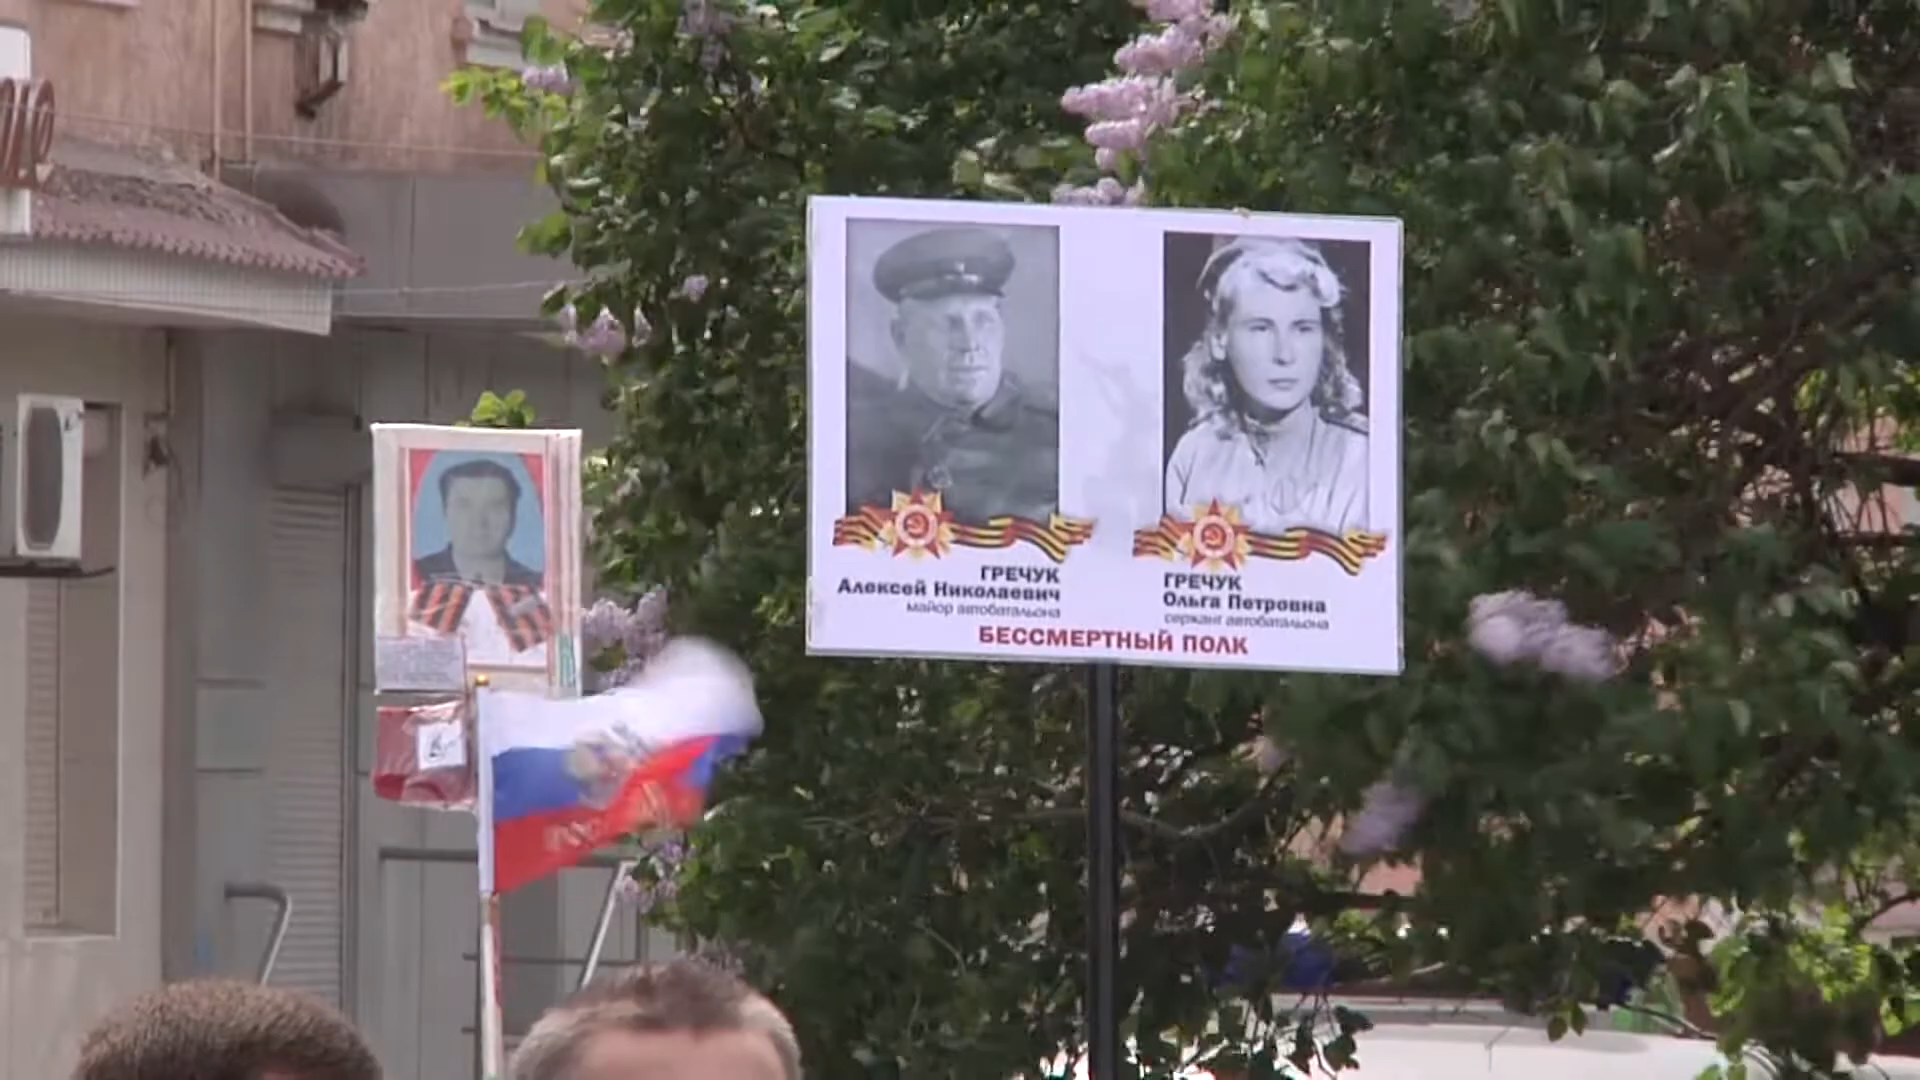 ГРЕЧУК
Алексей Николаевич
майор автобатальона
ГРЕЧУК
Ольга Петровна
сержант автобатальона
БЕССМЕРТНЫЙ ПОЛК